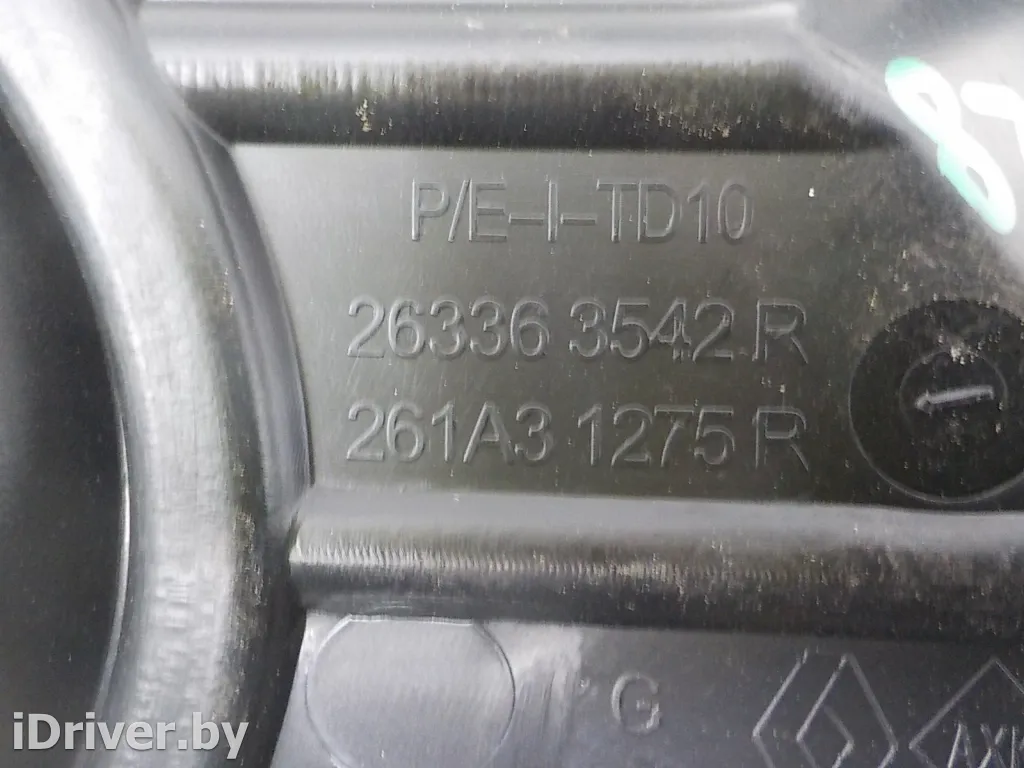 P/E-I-TD10
26336 3542 R
261A3 1275 R
G
iDriver.by